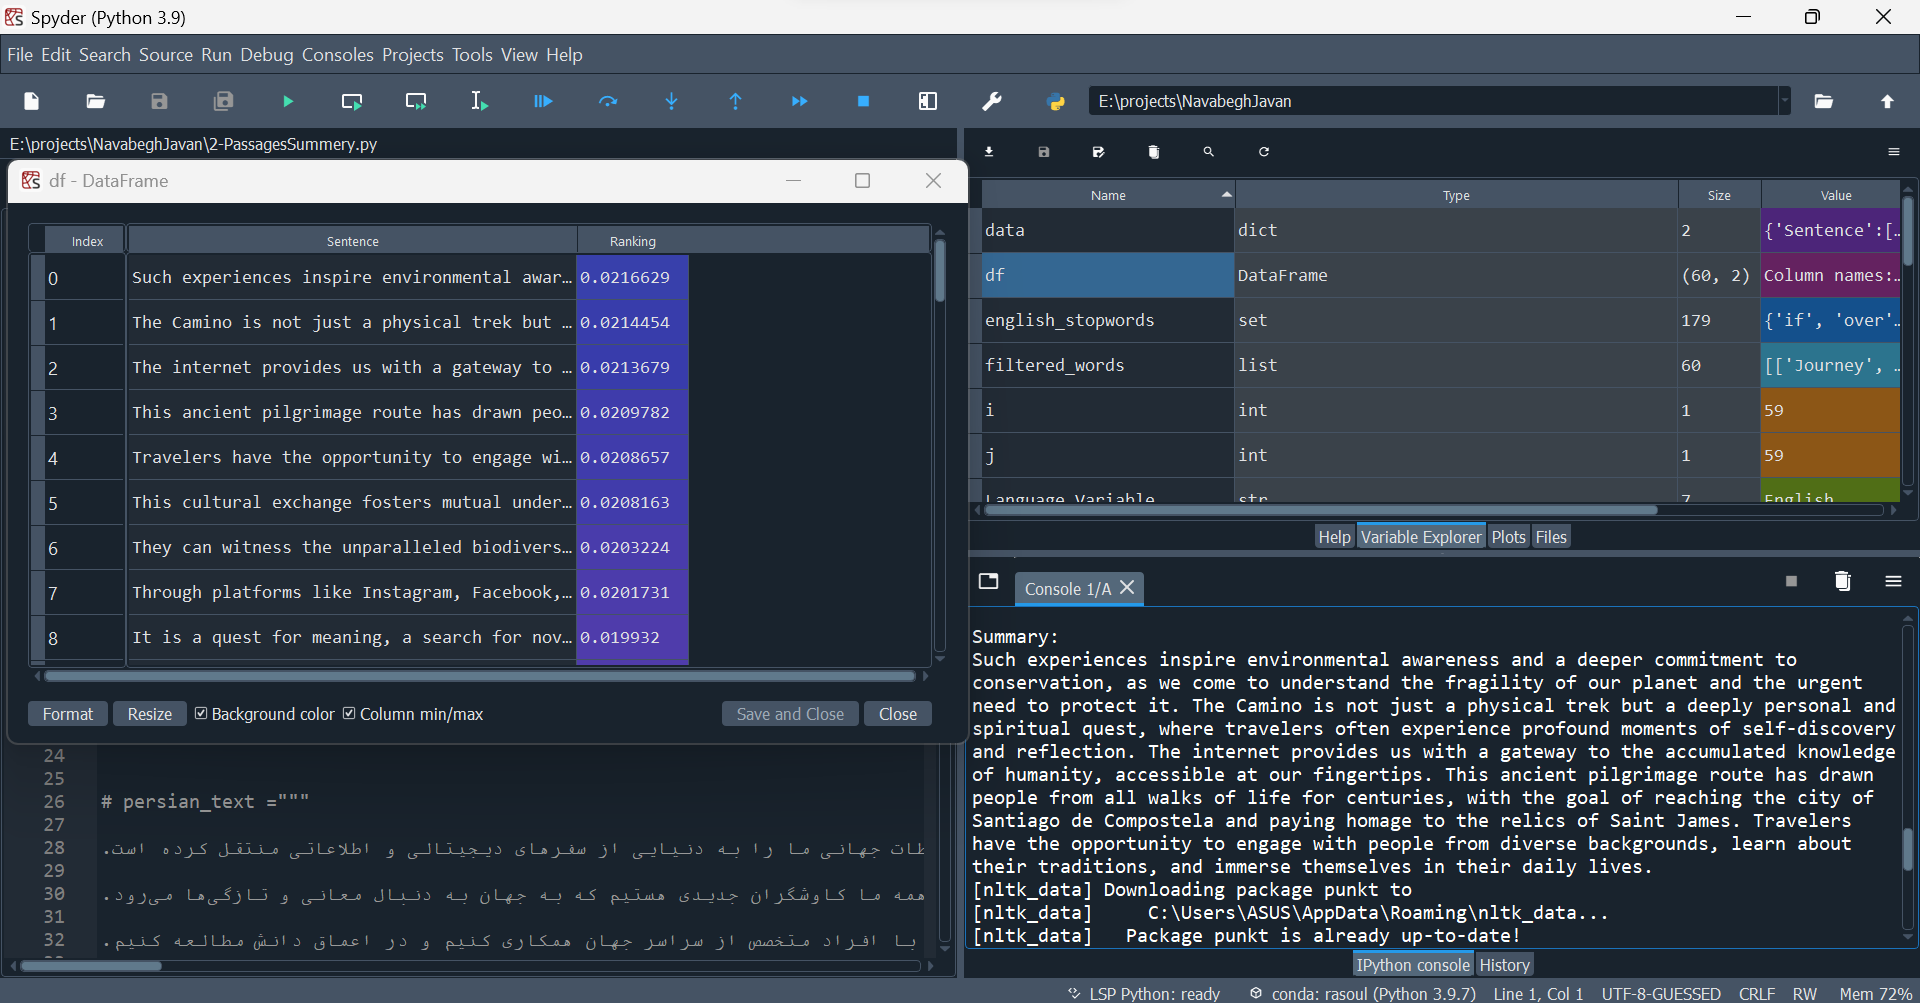 Spyder (Python 3.9)
File Edit Search Source Run Debug Consoles Projects Tools View Help
E:\projects\NavabeghJavan
E:\projects\NavabeghJavan\2-PassagesSummery.py
df - DataFrame
Index Sentence Ranking
0 Such experiences inspire environmental awar… 0.0216629
1 The Camino is not just a physical trek but … 0.0214454
2 The internet provides us with a gateway to … 0.0213679
3 This ancient pilgrimage route has drawn peo… 0.0209782
4 Travelers have the opportunity to engage wi… 0.0208657
5 This cultural exchange fosters mutual under… 0.0208163
6 They can witness the unparalleled biodivers… 0.0203224
7 Through platforms like Instagram, Facebook,… 0.0201731
8 It is a quest for meaning, a search for nov… 0.019932
Format Resize Background color Column min/max Save and Close Close
24
25
26 # persian_text ="""
27
28 طات جهانی ما را به دنیایی از سفرهای دیجیتالی و اطلاعاتی منتقل کرده است.
29
30 همه ما کاوشگران جدیدی هستیم که به جهان به دنبال معانی و تازگی‌ها می‌رود.
31
32 با افراد متخصص از سراسر جهان همکاری کنیم و در اعماق دانش مطالعه کنیم.
Name Type Size Value
data dict 2 {'Sentence':[…
df DataFrame (60, 2) Column names:…
english_stopwords set 179 {'if', 'over'…
filtered_words list 60 [['Journey', …
i int 1 59
j int 1 59
Language_Variable str 7 English
Help Variable Explorer Plots Files
Console 1/A
Summary:
Such experiences inspire environmental awareness and a deeper commitment to
conservation, as we come to understand the fragility of our planet and the urgent
need to protect it. The Camino is not just a physical trek but a deeply personal and
spiritual quest, where travelers often experience profound moments of self-discovery
and reflection. The internet provides us with a gateway to the accumulated knowledge
of humanity, accessible at our fingertips. This ancient pilgrimage route has drawn
people from all walks of life for centuries, with the goal of reaching the city of
Santiago de Compostela and paying homage to the relics of Saint James. Travelers
have the opportunity to engage with people from diverse backgrounds, learn about
their traditions, and immerse themselves in their daily lives.
[nltk_data] Downloading package punkt to
[nltk_data]     C:\Users\ASUS\AppData\Roaming\nltk_data...
[nltk_data]   Package punkt is already up-to-date!
IPython console History
LSP Python: ready conda: rasoul (Python 3.9.7) Line 1, Col 1 UTF-8-GUESSED CRLF RW Mem 72%